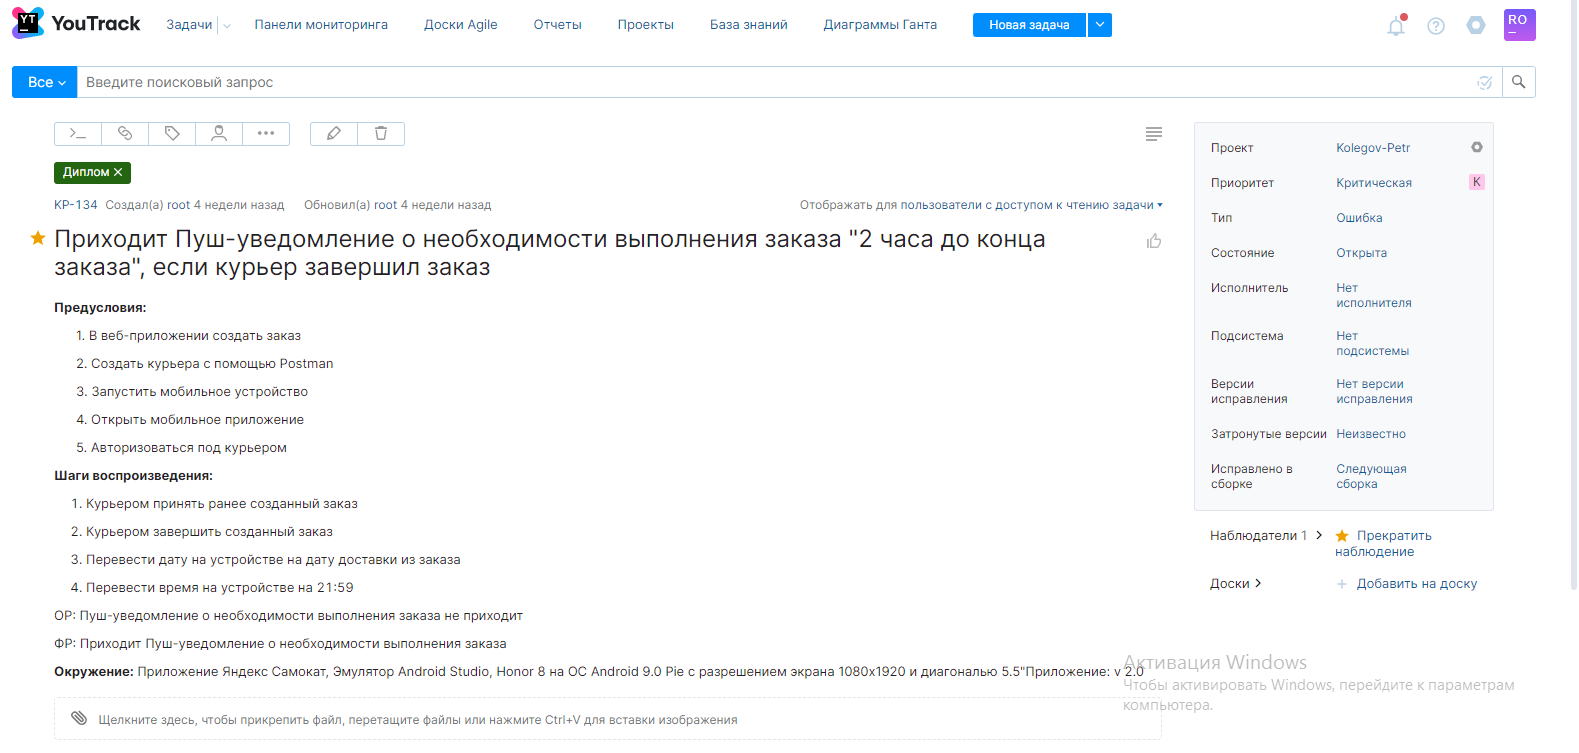 YT YouTrack Задачи Панели мониторинга Доски Agile Отчеты Проекты База знаний Диаграммы Ганта Новая задача RO
Все Введите поисковый запрос
Диплом
KP-134 Создал(а) root 4 недели назад Обновил(а) root 4 недели назад Отображать для пользователи с доступом к чтению задачи
Приходит Пуш-уведомление о необходимости выполнения заказа "2 часа до конца
заказа", если курьер завершил заказ
Предусловия:
1. В веб-приложении создать заказ
2. Создать курьера с помощью Postman
3. Запустить мобильное устройство
4. Открыть мобильное приложение
5. Авторизоваться под курьером
Шаги воспроизведения:
1. Курьером принять ранее созданный заказ
2. Курьером завершить созданный заказ
3. Перевести дату на устройстве на дату доставки из заказа
4. Перевести время на устройстве на 21:59
ОР: Пуш-уведомление о необходимости выполнения заказа не приходит
ФР: Приходит Пуш-уведомление о необходимости выполнения заказа
Окружение: Приложение Яндекс Самокат, Эмулятор Android Studio, Honor 8 на ОС Android 9.0 Pie с разрешением экрана 1080x1920 и диагональю 5.5"Приложение: v 2.0
Щелкните здесь, чтобы прикрепить файл, перетащите файлы или нажмите Ctrl+V для вставки изображения
Проект Kolegov-Petr
Приоритет Критическая К
Тип Ошибка
Состояние Открыта
Исполнитель Нет
исполнителя
Подсистема Нет
подсистемы
Версии Нет версии
исправления исправления
Затронутые версии Неизвестно
Исправлено в Следующая
сборке сборка
Наблюдатели 1 Прекратить
наблюдение
Доски Добавить на доску
Активация Windows
Чтобы активировать Windows, перейдите к параметрам
компьютера.